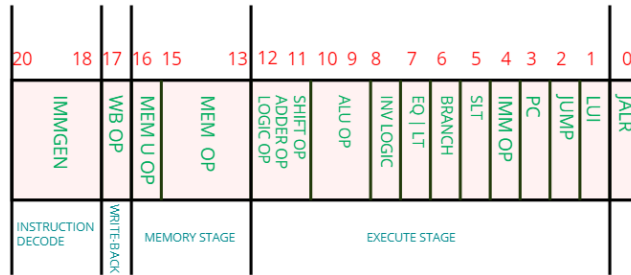 20 18 17 16 15 13 12 11 10 9 8 7 6 5 4 3 2 1 0
IMMGEN
WB OP
MEM U OP
MEM OP
SHIFT OP
ADDER OP
LOGIC OP
ALU OP
INV LOGIC
EQ | LT
BRANCH
SLT
IMM OP
PC
JUMP
LUI
JALR
INSTRUCTION
DECODE
WRITE-BACK
MEMORY STAGE
EXECUTE STAGE